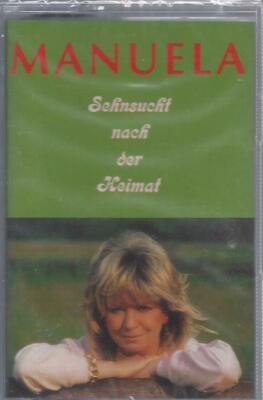 MANUELA
Sehnsucht
nach
der
Heimat